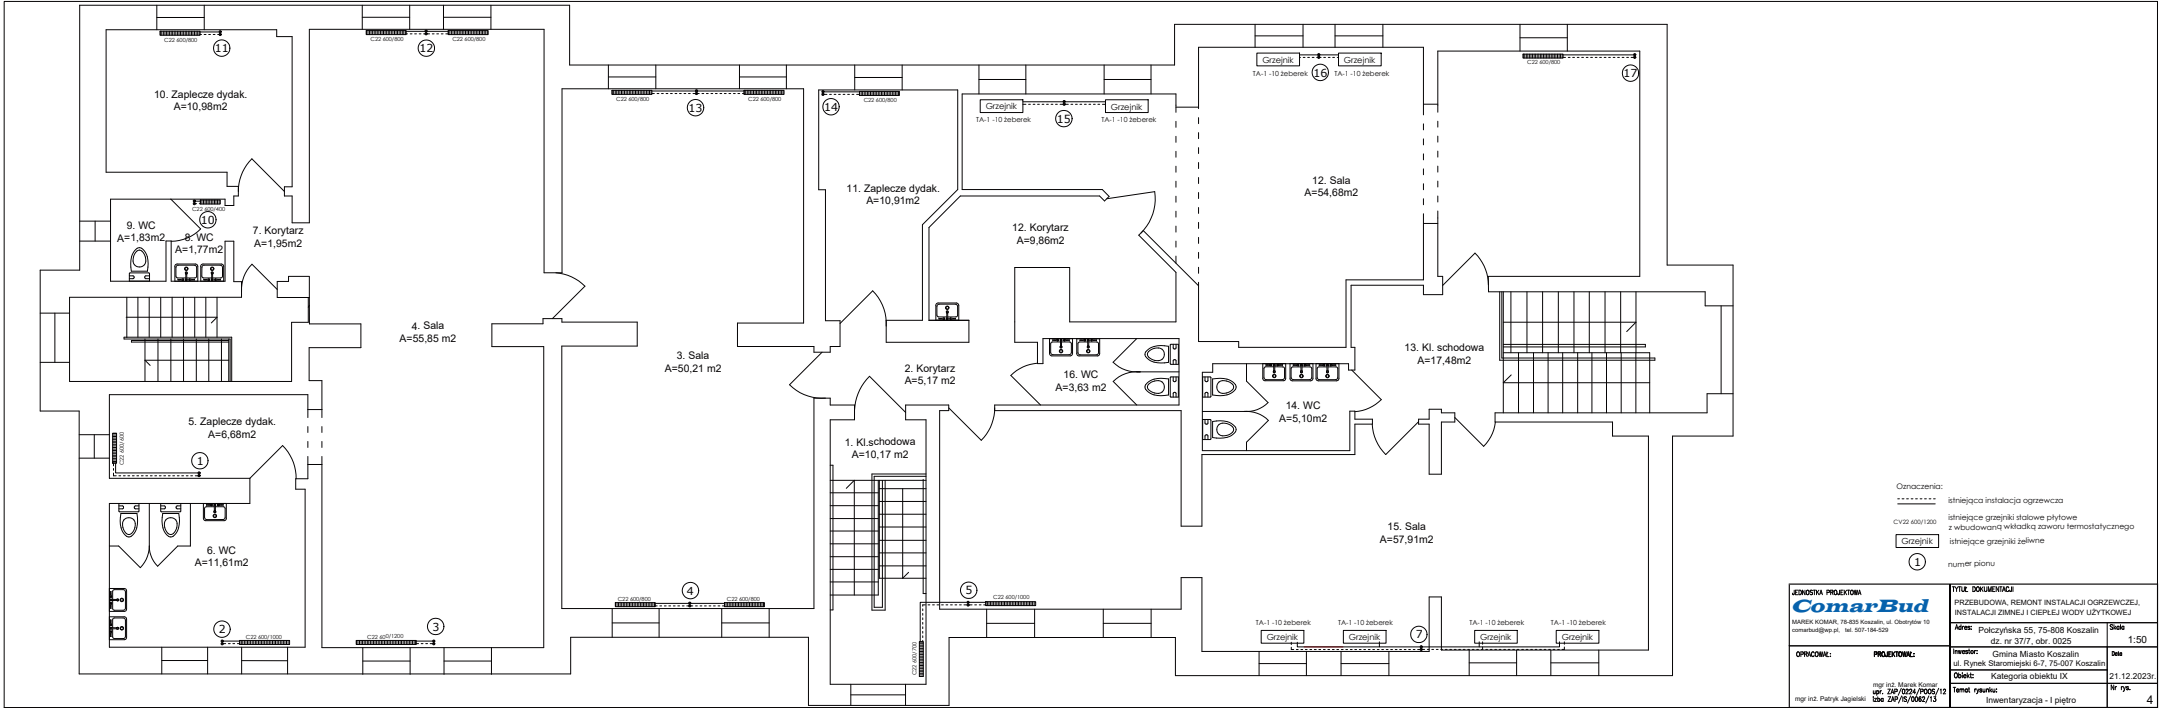 C22 600/800
11
10. Zaplecze dydak.
A=10,98m2
C22 600/800
C22 600/800
12
C22 600/800
C22 600/800
13
14
C22 600/800
Grzejnik
Grzejnik
TA-1 -10 żeberek
TA-1 -10 żeberek
15
Grzejnik
Grzejnik
TA-1 -10 żeberek
TA-1 -10 żeberek
16
C22 600/800
17
C22 600/400
10
9. WC
A=1,83m2
8. WC
A=1,77m2
7. Korytarz
A=1,95m2
4. Sala
A=55,85 m2
3. Sala
A=50,21 m2
11. Zaplecze dydak.
A=10,91m2
12. Korytarz
A=9,86m2
12. Sala
A=54,68m2
2. Korytarz
A=5,17 m2
16. WC
A=3,63 m2
13. Kl. schodowa
A=17,48m2
14. WC
A=5,10m2
5. Zaplecze dydak.
A=6,68m2
C22 600/600
1
1. Kl.schodowa
A=10,17 m2
6. WC
A=11,61m2
15. Sala
A=57,91m2
2
C22 600/1000
C22 600/1200
3
C22 600/800
4
C22 600/800
5
C22 600/1000
C22 600/700
TA-1 -10 żeberek
Grzejnik
TA-1 -10 żeberek
Grzejnik
7
TA-1 -10 żeberek
Grzejnik
TA-1 -10 żeberek
Grzejnik
Oznaczenia:
istniejąca instalacja ogrzewcza
CV22 600/1200
istniejące grzejniki stalowe płytowe
z wbudowaną wkładką zaworu termostatycznego
Grzejnik
istniejące grzejniki żeliwne
1
numer pionu
JEDNOSTKA PROJEKTOWA
ComarBud
MAREK KOMAR, 78-835 Koszalin, ul. Obotrytów 10
comarbud@wp.pl, tel. 507-184-529
TYTUŁ DOKUMENTACJI
PRZEBUDOWA, REMONT INSTALACJI OGRZEWCZEJ,
INSTALACJI ZIMNEJ I CIEPŁEJ WODY UŻYTKOWEJ
Adres: Połczyńska 55, 75-808 Koszalin
dz. nr 37/7, obr. 0025
Skala
1:50
OPRACOWAŁ:
PROJEKTOWAŁ:
Inwestor: Gmina Miasto Koszalin
ul. Rynek Staromiejski 6-7, 75-007 Koszalin
Data
21.12.2023r.
Obiekt: Kategoria obiektu IX
mgr inż. Patryk Jagielski
mgr inż. Marek Komar
upr. ZAP/0224/POOS/12
Izba ZAP/IS/0062/13
Temat rysunku:
Inwentaryzacja - I piętro
Nr rys.
4